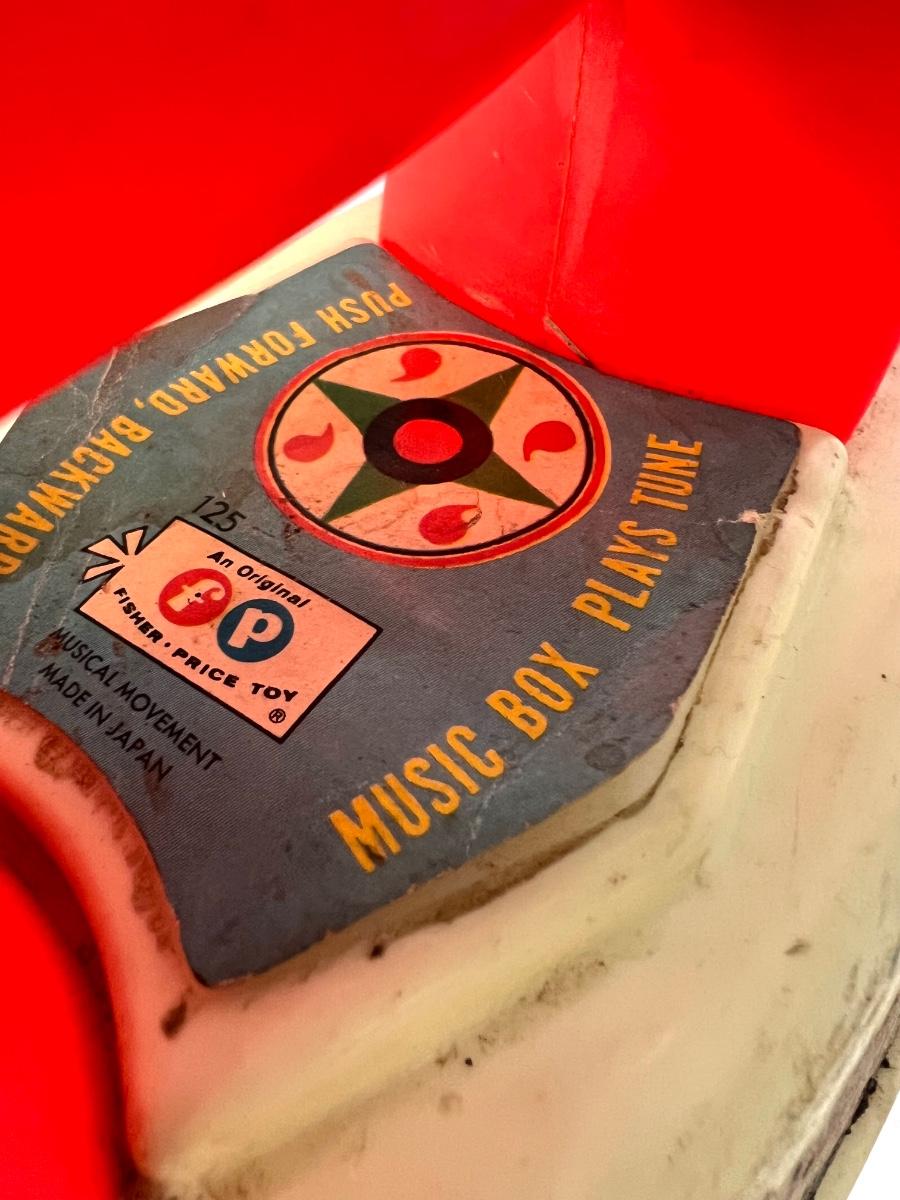 PUSH FORWARD, BACKWARD
125
An Original
fp
FISHER·PRICE TOY
®
MUSICAL MOVEMENT
MADE IN JAPAN
MUSIC BOX PLAYS TUNE